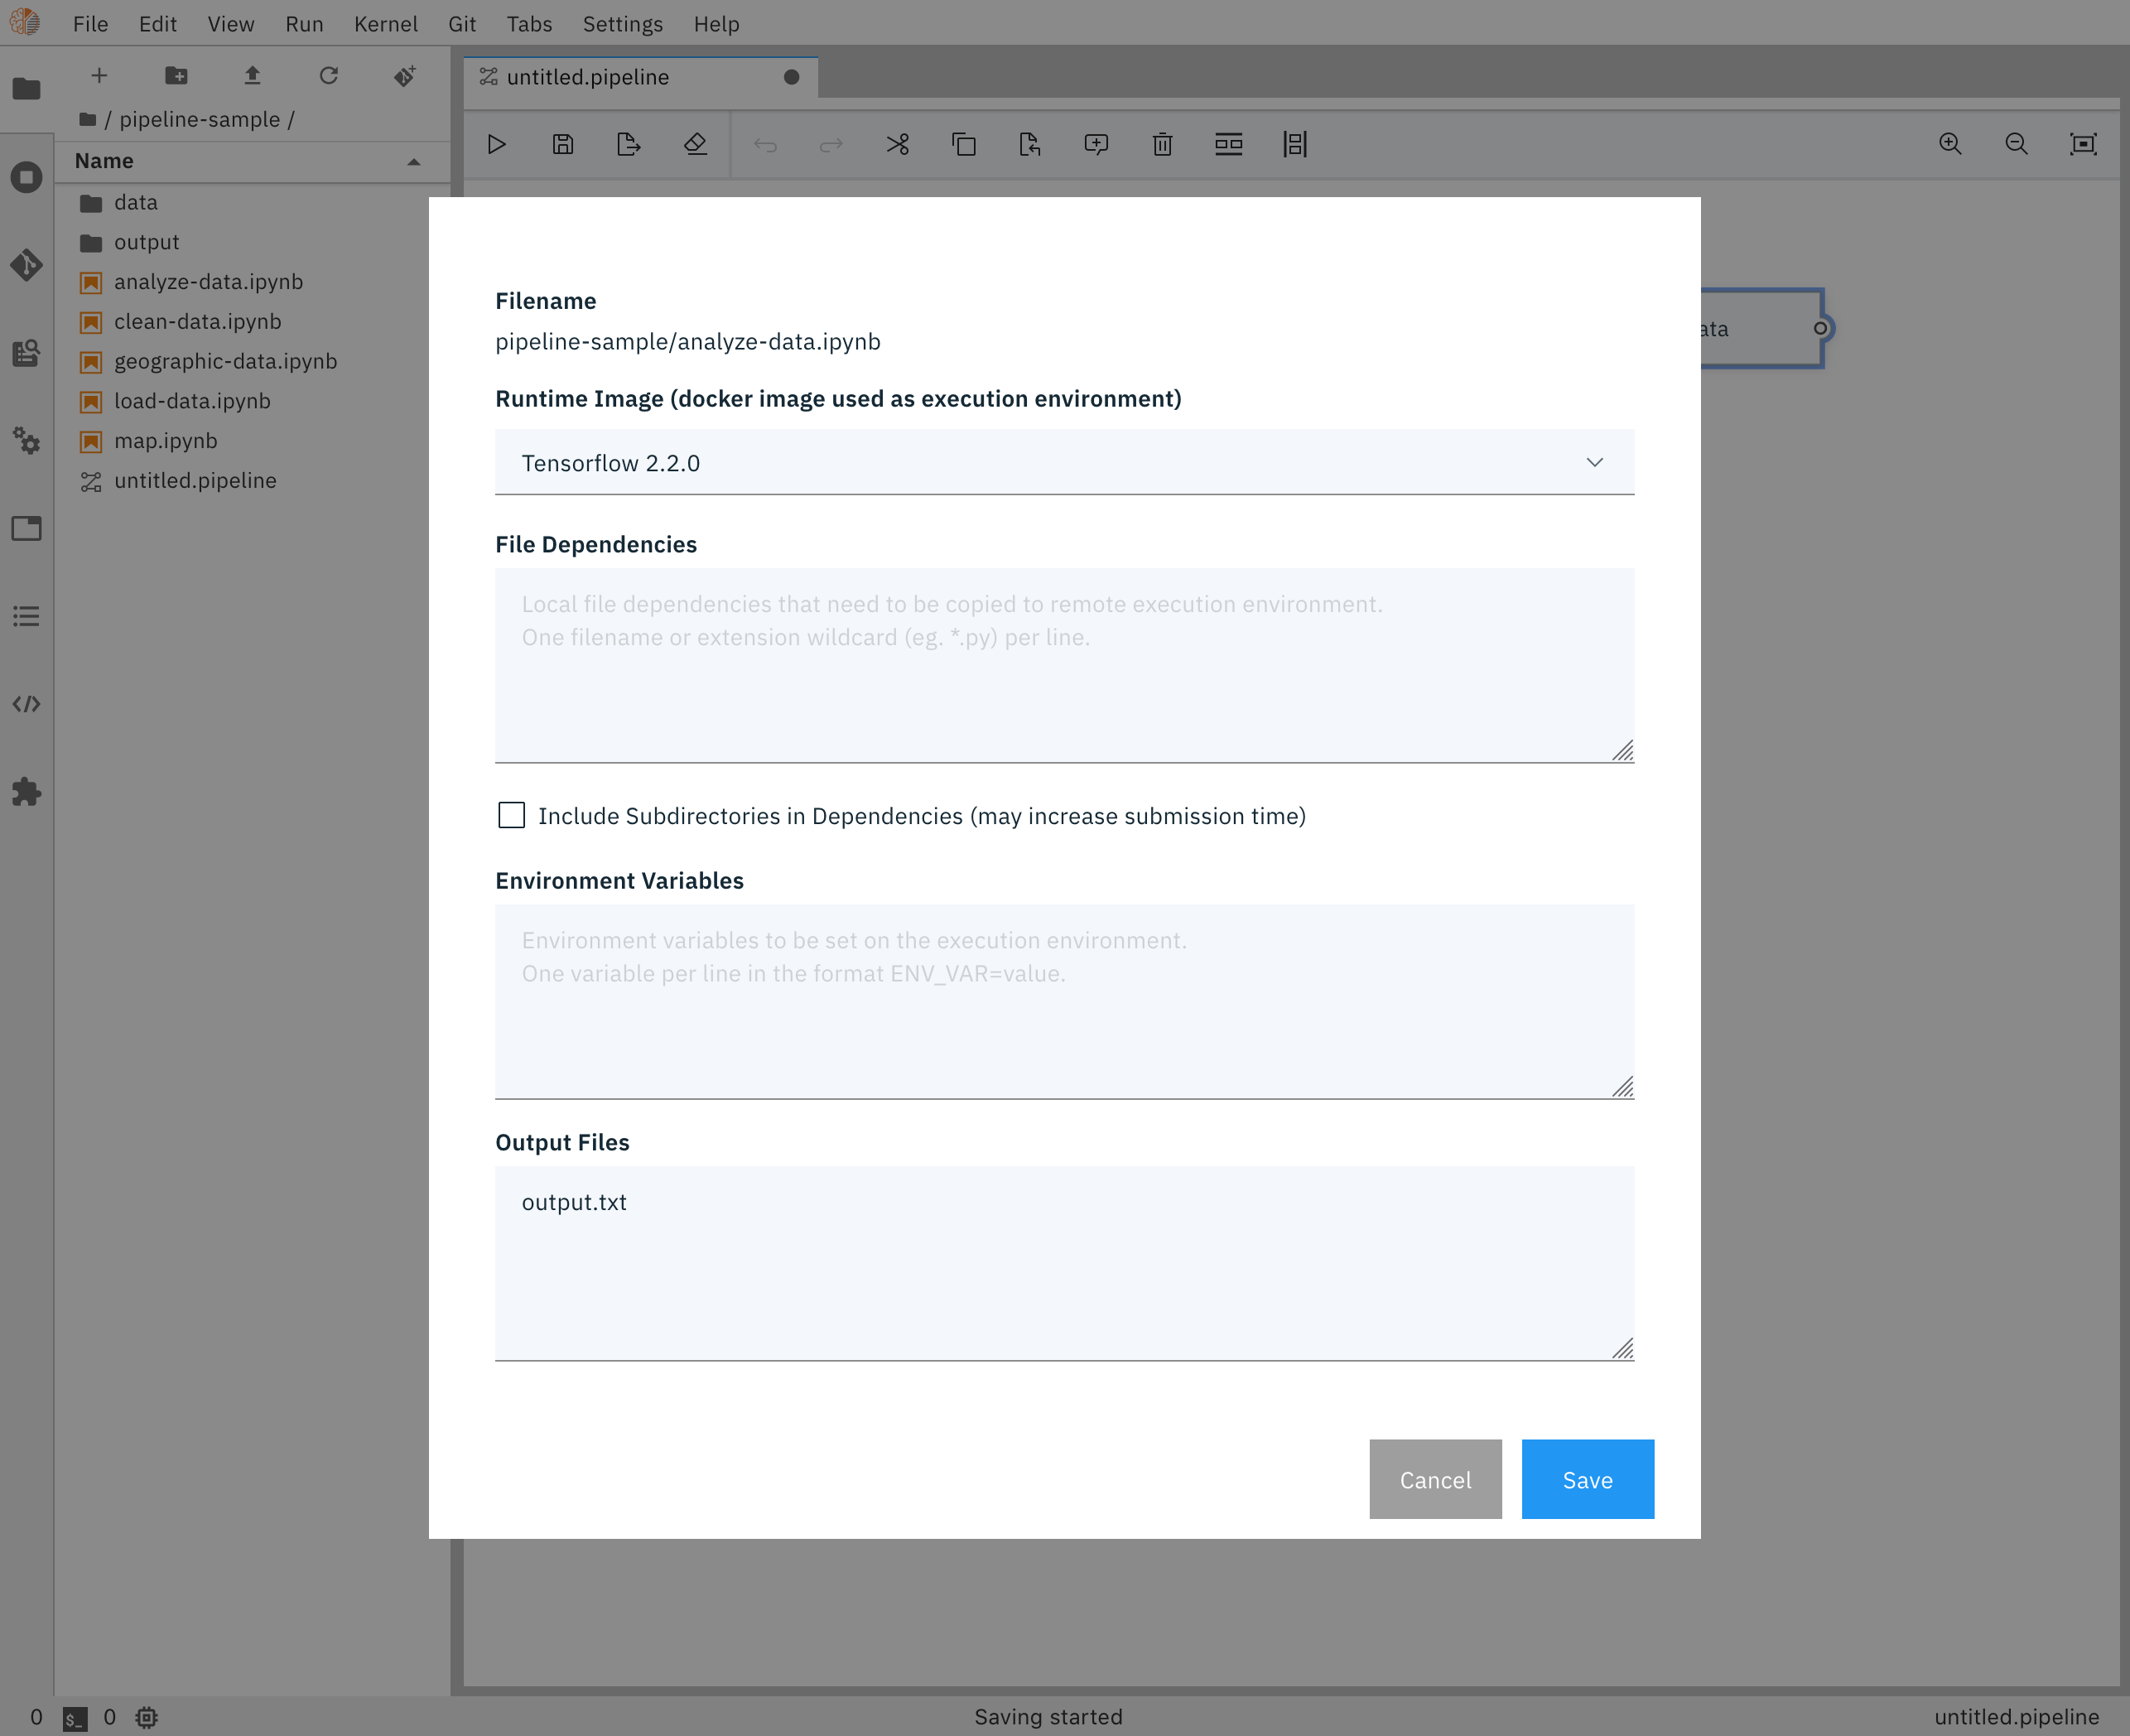 File Edit View Run Kernel Git Tabs Settings Help
untitled.pipeline
/ pipeline-sample /
Name
data
output
analyze-data.ipynb
clean-data.ipynb
geographic-data.ipynb
load-data.ipynb
map.ipynb
untitled.pipeline
ata
Filename
pipeline-sample/analyze-data.ipynb
Runtime Image (docker image used as execution environment)
Tensorflow 2.2.0
File Dependencies
Local file dependencies that need to be copied to remote execution environment.
One filename or extension wildcard (eg. *.py) per line.
Include Subdirectories in Dependencies (may increase submission time)
Environment Variables
Environment variables to be set on the execution environment.
One variable per line in the format ENV_VAR=value.
Output Files
output.txt
Cancel Save
0 $_ 0 Saving started untitled.pipeline